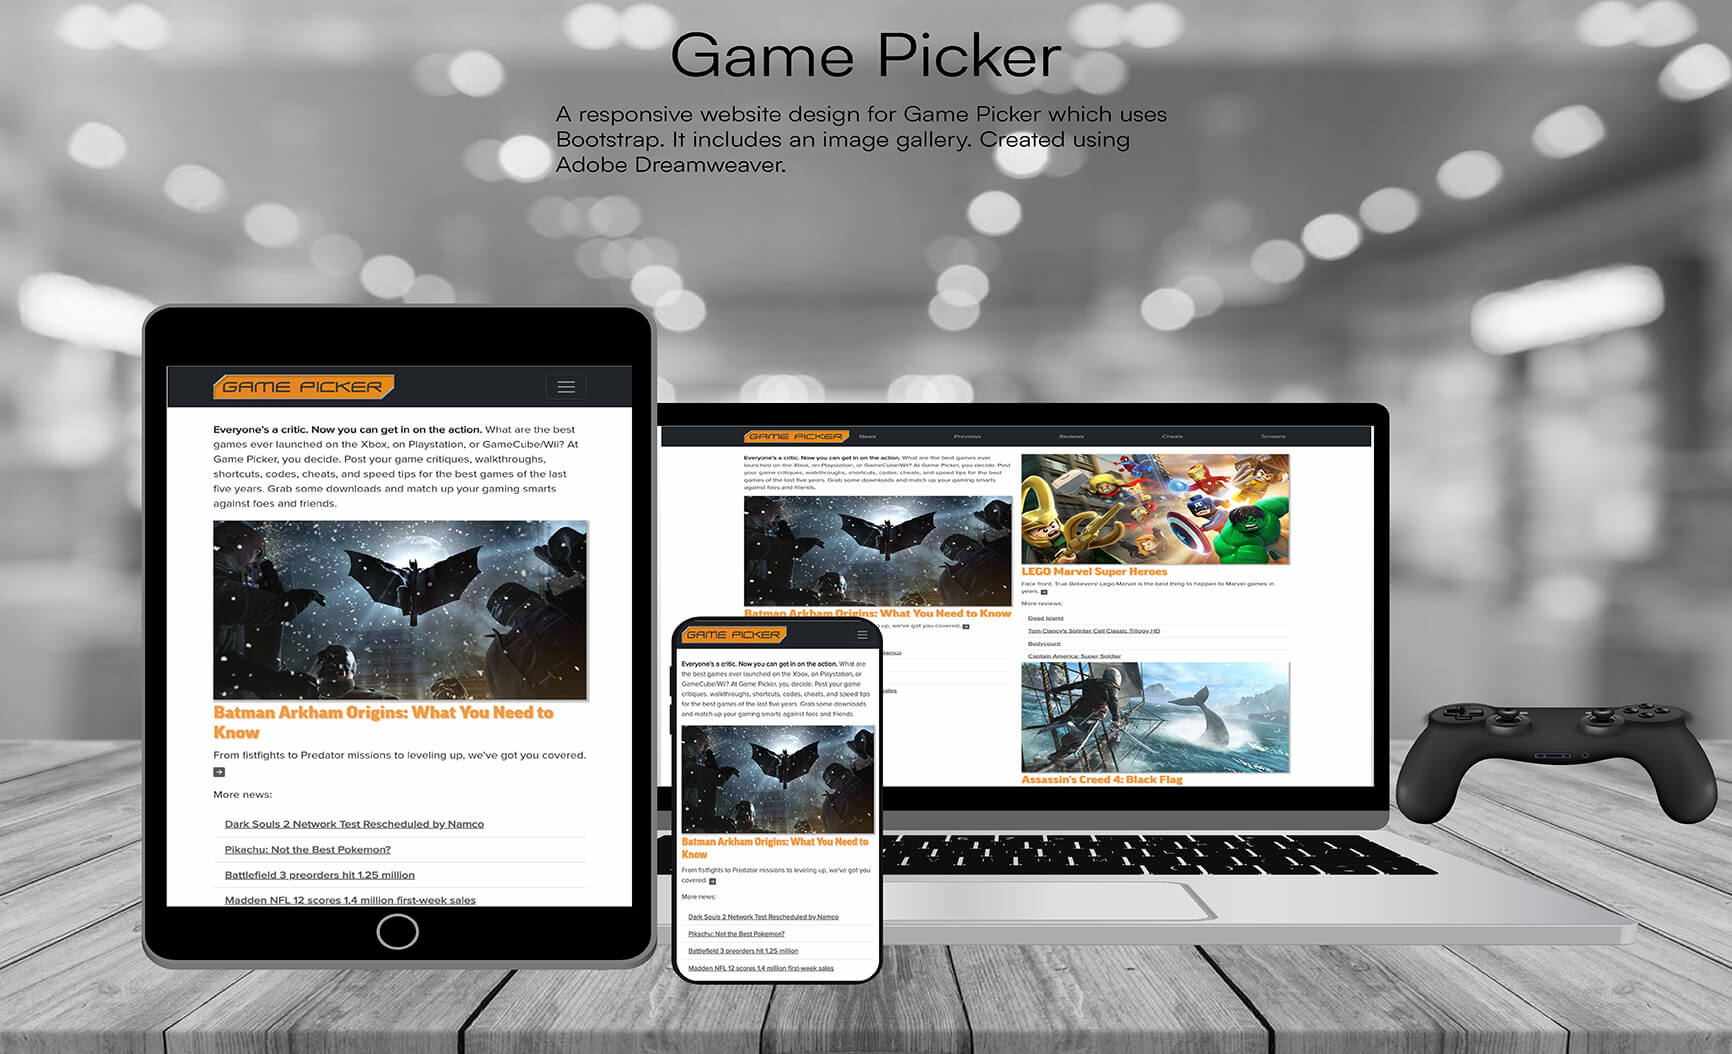 Game Picker
A responsive website design for Game Picker which uses
Bootstrap. It includes an image gallery. Created using
Adobe Dreamweaver.
GAME PICKER
Everyone's a critic. Now you can get in on the action. What are the best
games ever launched on the Xbox, on Playstation, or GameCube/Wii? At
Game Picker, you decide. Post your game critiques, walkthroughs,
shortcuts, codes, cheats, and speed tips for the best games of the last
five years. Grab some downloads and match up your gaming smarts
against foes and friends.
Batman Arkham Origins: What You Need to
Know
From fistfights to Predator missions to leveling up, we've got you covered.
More news:
Dark Souls 2 Network Test Rescheduled by Namco
Pikachu: Not the Best Pokemon?
Battlefield 3 preorders hit 1.25 million
Madden NFL 12 scores 1.4 million first-week sales
GAME PICKER
Everyone's a critic. Now you can get in on the action. What are
the best games ever launched on the Xbox, on Playstation, or
GameCube/Wii? At Game Picker, you decide. Post your game
critiques, walkthroughs, shortcuts, codes, cheats, and speed tips
for the best games of the last five years. Grab some downloads
and match up your gaming smarts against foes and friends.
Batman Arkham Origins: What You Need to
Know
From fistfights to Predator missions to leveling up, we've got you
covered.
More news:
Dark Souls 2 Network Test Rescheduled by Namco
Pikachu: Not the Best Pokemon?
Battlefield 3 preorders hit 1.25 million
Madden NFL 12 scores 1.4 million first-week sales
GAME PICKER News Previews Reviews Cheats Screens
Everyone's a critic. Now you can get in on the action. What are the best games ever
launched on the Xbox, on Playstation, or GameCube/Wii? At Game Picker, you decide. Post
your game critiques, walkthroughs, shortcuts, codes, cheats, and speed tips for the best
games of the last five years. Grab some downloads and match up your gaming smarts
against foes and friends.
Batman Arkham Origins: What You Need to Know
up, we've got you covered.
Namco
sales
LEGO Marvel Super Heroes
Face front, True Believers! Lego Marvel is the best thing to happen to Marvel games in
years.
More reviews:
Dead Island
Tom Clancy's Splinter Cell Classic Trilogy HD
Bodycount
Captain America: Super Soldier
Assassin's Creed 4: Black Flag